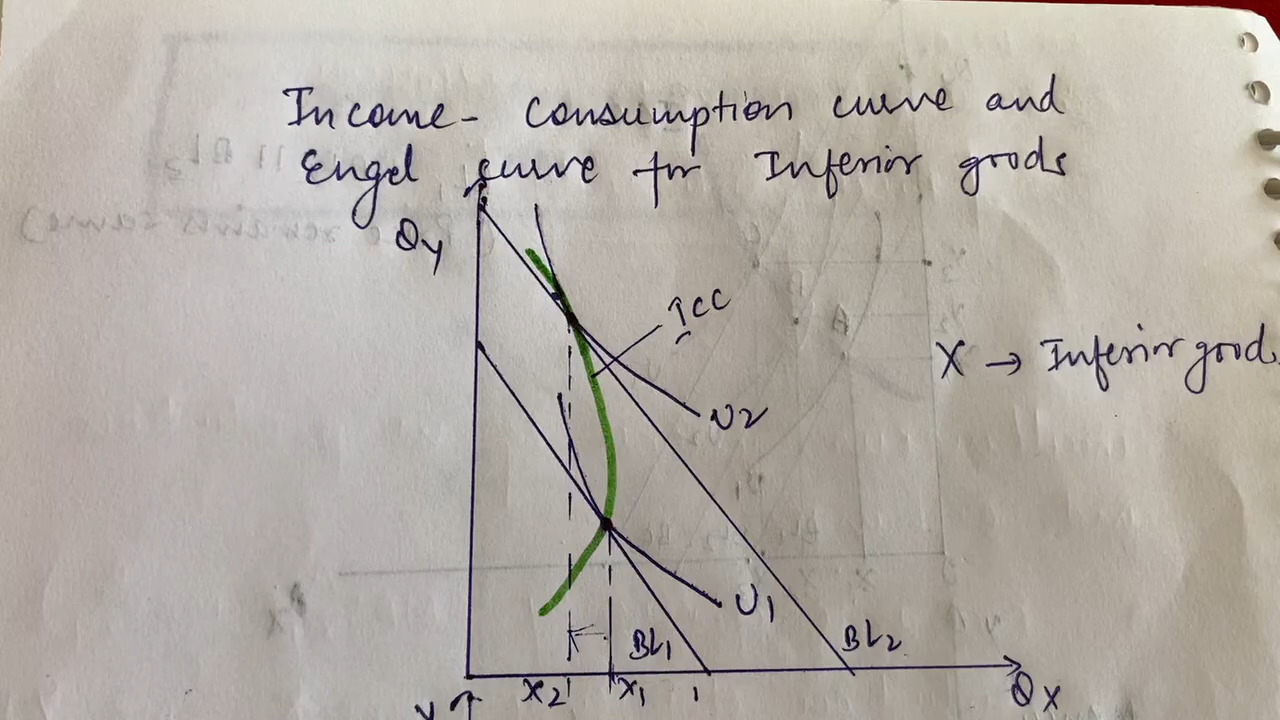 Income- Consumption curve and
Engel curve for Inferior goods
Qy
ICC
X → Inferior good
U2
U1
BL1
BL2
x2
x1
Qx